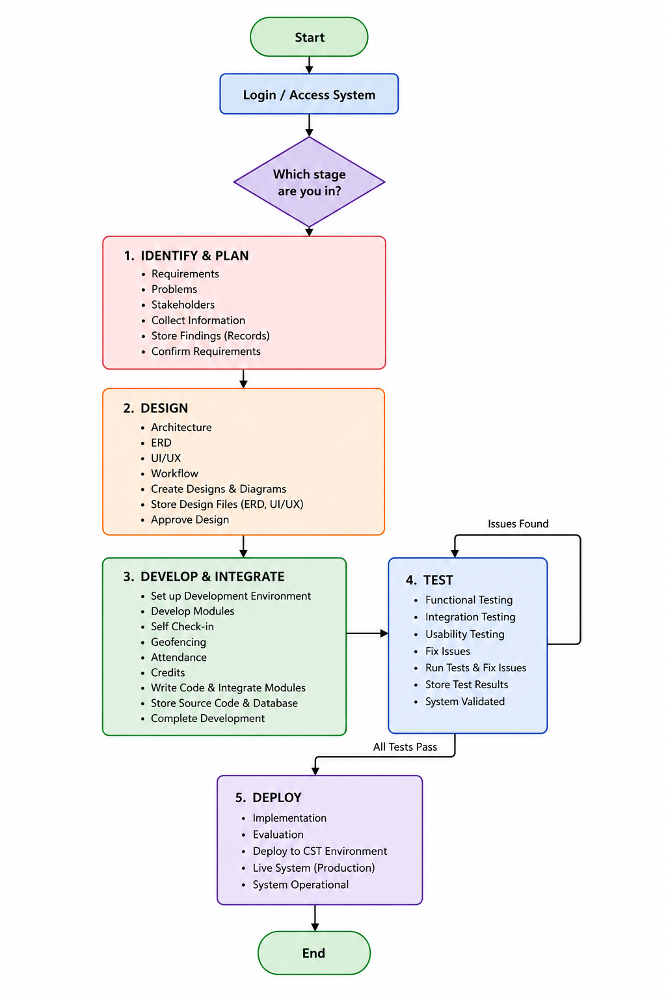 Start
Login / Access System
Which stage
are you in?
1. IDENTIFY & PLAN
• Requirements
• Problems
• Stakeholders
• Collect Information
• Store Findings (Records)
• Confirm Requirements
2. DESIGN
• Architecture
• ERD
• UI/UX
• Workflow
• Create Designs & Diagrams
• Store Design Files (ERD, UI/UX)
• Approve Design
3. DEVELOP & INTEGRATE
• Set up Development Environment
• Develop Modules
• Self Check-in
• Geofencing
• Attendance
• Credits
• Write Code & Integrate Modules
• Store Source Code & Database
• Complete Development
Issues Found
4. TEST
• Functional Testing
• Integration Testing
• Usability Testing
• Fix Issues
• Run Tests & Fix Issues
• Store Test Results
• System Validated
All Tests Pass
5. DEPLOY
• Implementation
• Evaluation
• Deploy to CST Environment
• Live System (Production)
• System Operational
End